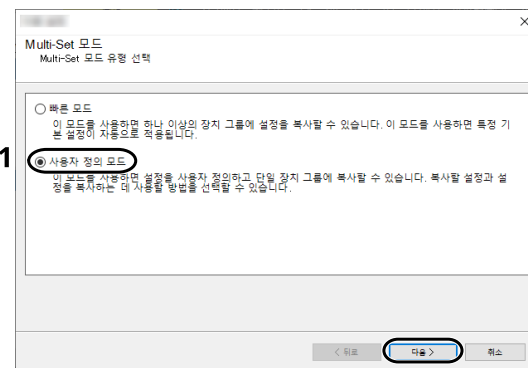 Multi-Set 모드
Multi-Set 모드 유형 선택
빠른 모드
이 모드를 사용하면 하나 이상의 장치 그룹에 설정을 복사할 수 있습니다. 이 모드를 사용하면 특정 기
본 설정이 자동으로 적용됩니다.
1
사용자 정의 모드
이 모드를 사용하면 설정을 사용자 정의하고 단일 장치 그룹에 복사할 수 있습니다. 복사할 설정과 설
정을 복사하는 데 사용할 방법을 선택할 수 있습니다.
< 뒤로 다음 > 취소